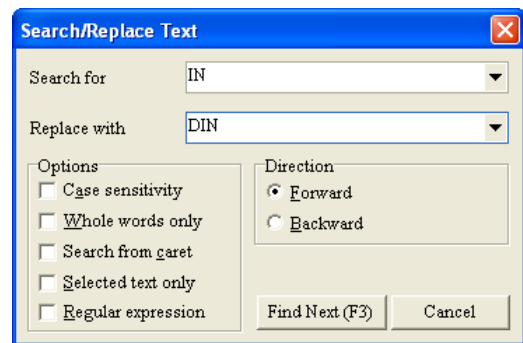 Search/Replace Text
Search for IN
Replace with DIN
Options
Case sensitivity
Whole words only
Search from caret
Selected text only
Regular expression
Direction
Forward
Backward
Find Next (F3) Cancel